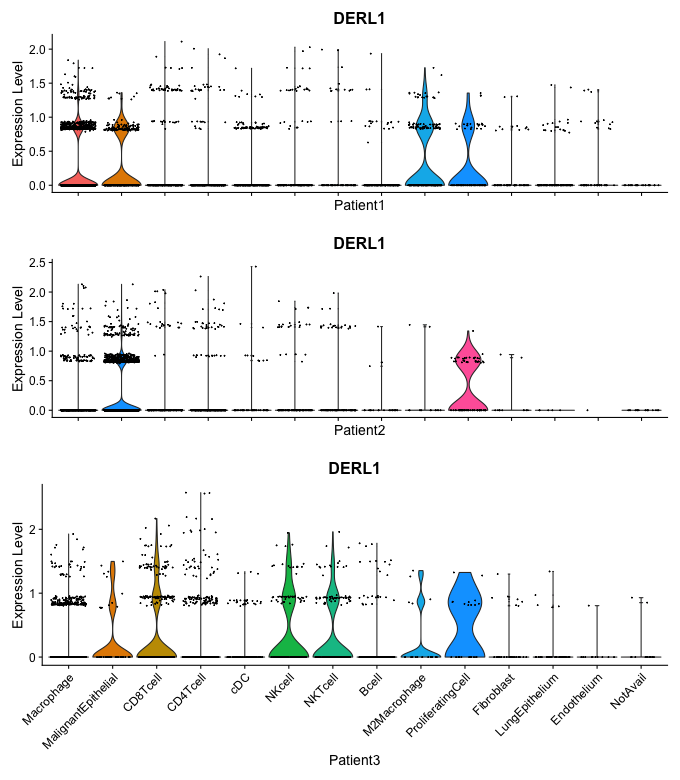 DERL1
Expression Level
2.0
1.5
1.0
0.5
0.0
Patient1
DERL1
Expression Level
2.5
2.0
1.5
1.0
0.5
0.0
Patient2
DERL1
Expression Level
2
1
0
Macrophage
MalignantEpithelial
CD8Tcell
CD4Tcell
cDC
NKcell
NKTcell
Bcell
M2Macrophage
ProliferatingCell
Fibroblast
LungEpithelium
Endothelium
NotAvail
Patient3